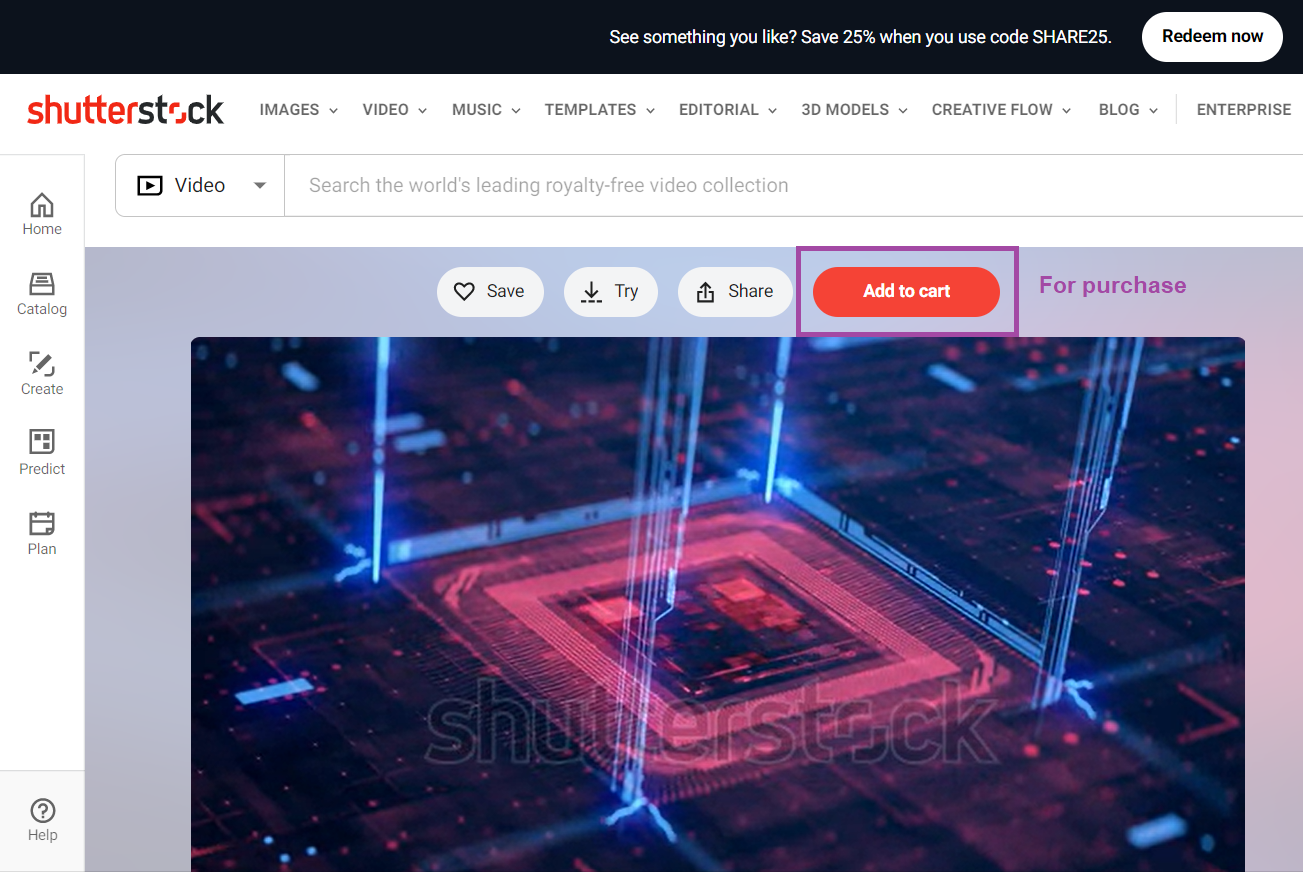 See something you like? Save 25% when you use code SHARE25.
Redeem now
shutterstock
IMAGES
VIDEO
MUSIC
TEMPLATES
EDITORIAL
3D MODELS
CREATIVE FLOW
BLOG
ENTERPRISE
Video
Search the world's leading royalty-free video collection
Home
Catalog
Create
Predict
Plan
Help
Save
Try
Share
Add to cart
For purchase
shutterstock